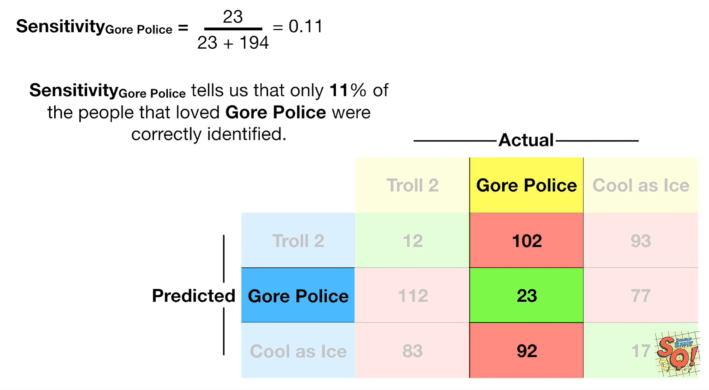 Sensitivity Gore Police = 23 / 23 + 194 = 0.11
Sensitivity Gore Police tells us that only 11% of
the people that loved Gore Police were
correctly identified.
Actual
Troll 2 Gore Police Cool as Ice
Troll 2 12 102 93
Predicted Gore Police 112 23 77
Cool as Ice 83 92 17
SQ!